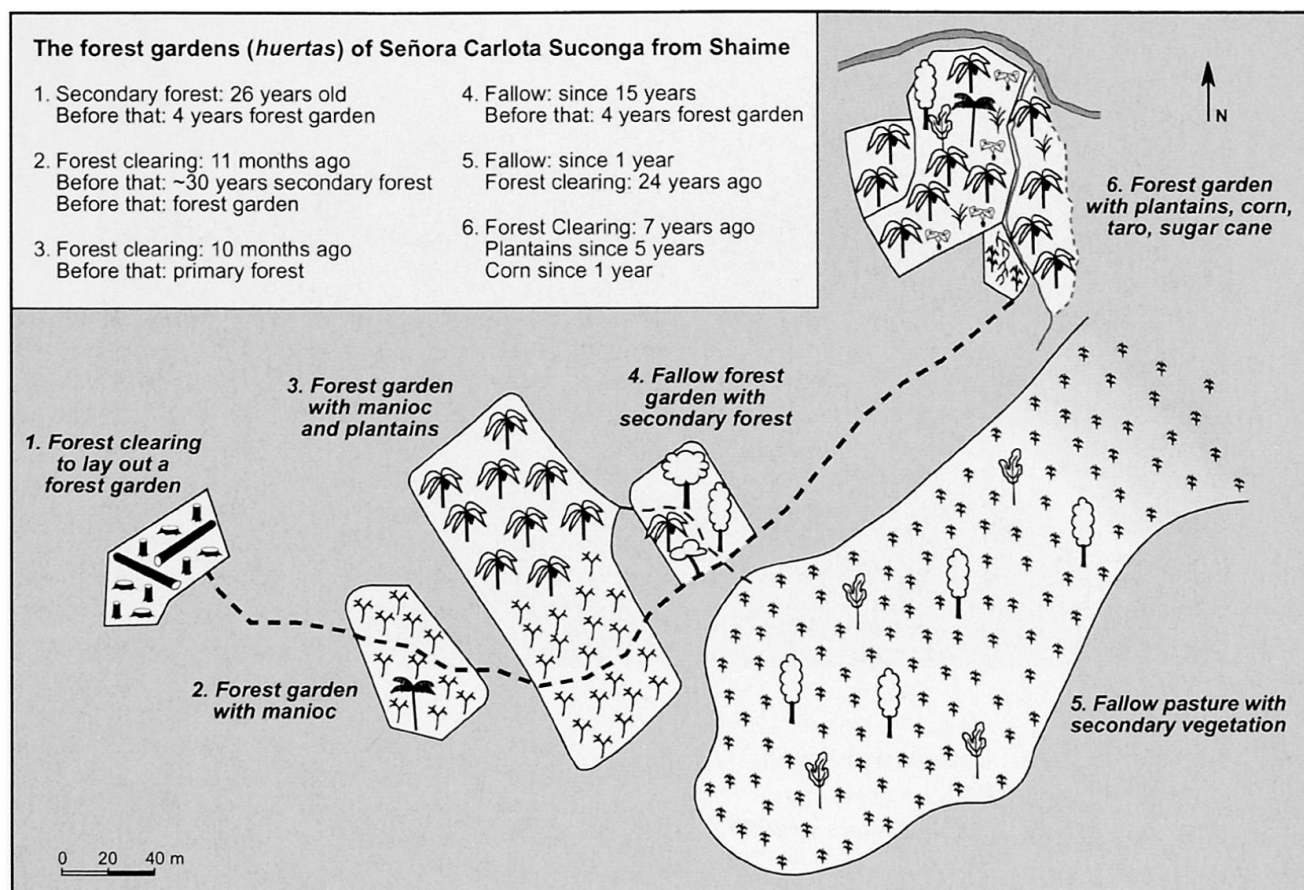 The forest gardens (huertas) of Señora Carlota Suconga from Shaime
1. Secondary forest: 26 years old
Before that: 4 years forest garden
2. Forest clearing: 11 months ago
Before that: ~30 years secondary forest
Before that: forest garden
3. Forest clearing: 10 months ago
Before that: primary forest
4. Fallow: since 15 years
Before that: 4 years forest garden
5. Fallow: since 1 year
Forest clearing: 24 years ago
6. Forest Clearing: 7 years ago
Plantains since 5 years
Corn since 1 year
N
6. Forest garden
with plantains, corn,
taro, sugar cane
3. Forest garden
with manioc
and plantains
4. Fallow forest
garden with
secondary forest
1. Forest clearing
to lay out a
forest garden
2. Forest garden
with manioc
5. Fallow pasture with
secondary vegetation
0 20 40 m